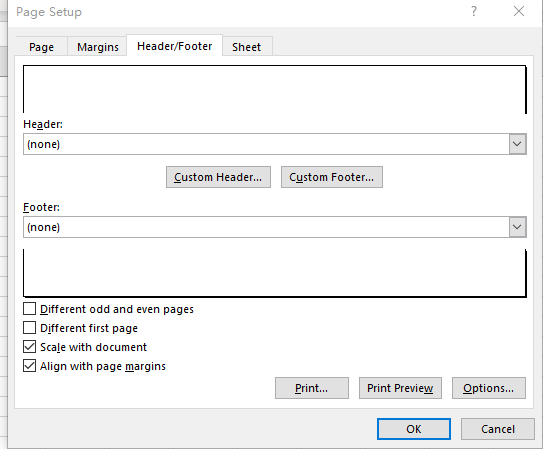 Page Setup ? ×
Page Margins Header/Footer Sheet
Header:
(none)
Custom Header... Custom Footer...
Footer:
(none)
Different odd and even pages
Different first page
Scale with document
Align with page margins
Print... Print Preview Options...
OK Cancel